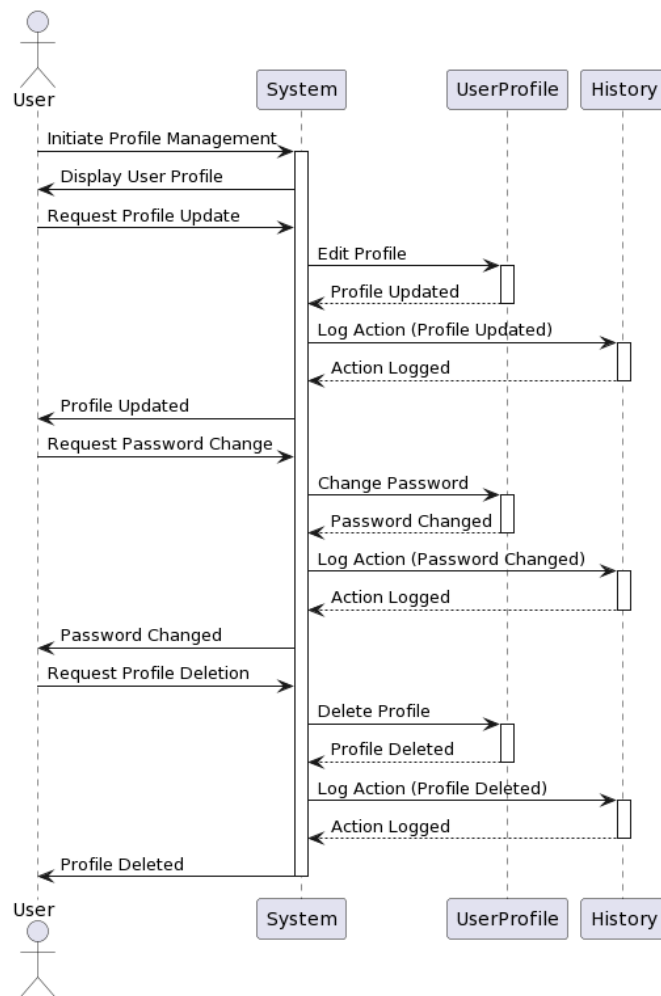 User
System
UserProfile
History
Initiate Profile Management
Display User Profile
Request Profile Update
Edit Profile
Profile Updated
Log Action (Profile Updated)
Action Logged
Profile Updated
Request Password Change
Change Password
Password Changed
Log Action (Password Changed)
Action Logged
Password Changed
Request Profile Deletion
Delete Profile
Profile Deleted
Log Action (Profile Deleted)
Action Logged
Profile Deleted
User
System
UserProfile
History